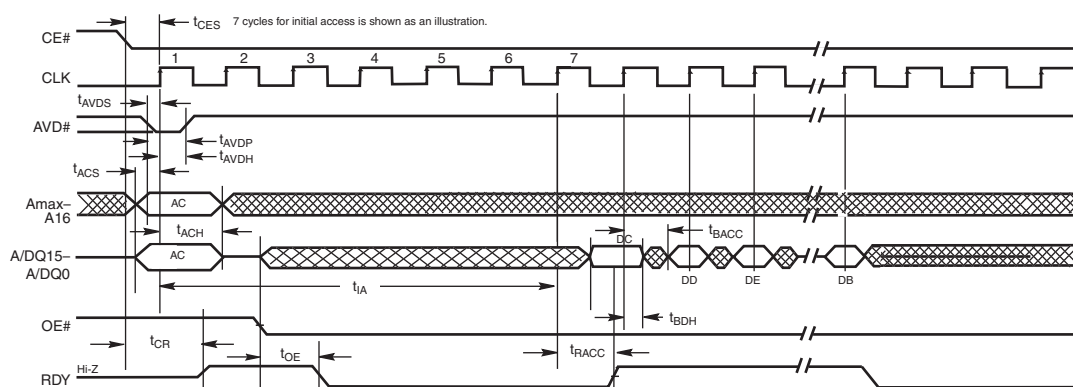 tCES 7 cycles for initial access is shown as an illustration.
CE#
1 2 3 4 5 6 7
CLK
tAVDS
AVD#
tAVDP
tAVDH
tACS
Amax–
A16
AC
tACH
tBACC
DC
A/DQ15–
A/DQ0
AC
DD DE DB
tIA
tBDH
OE#
tCR
tOE
tRACC
Hi-Z
RDY